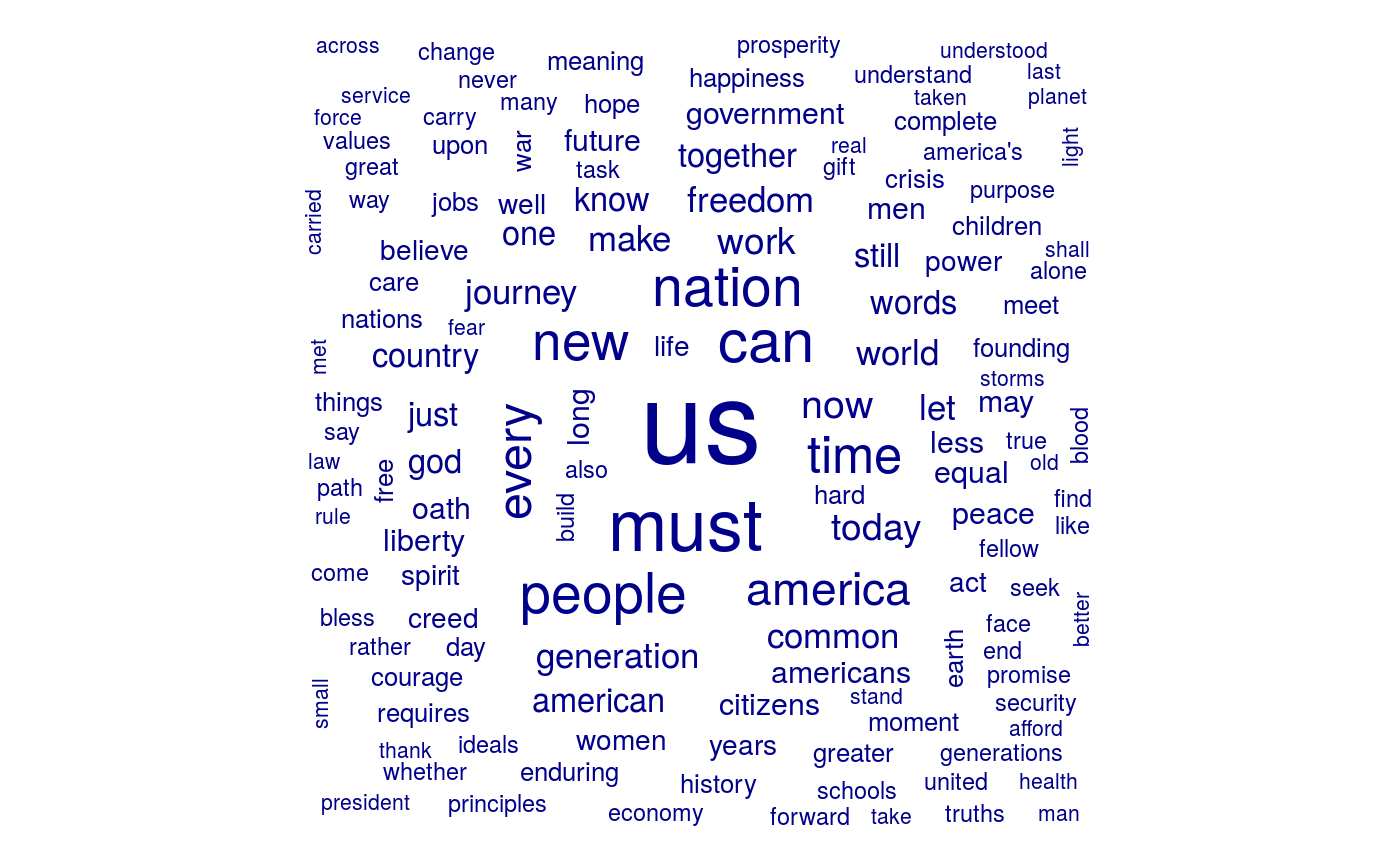 across change meaning prosperity understood
never happiness understand last
service many hope taken planet
force carry government complete
values upon war future together real america's light
great task gift crisis purpose
carried way jobs well know freedom men children
believe one make work still power shall
care journey nation words meet alone
nations fear new life can world founding
met country storms
things just every long us now let may blood
say less true
law god also time equal old
path free hard find
rule oath build must today peace like
liberty fellow
come spirit people america act seek better
bless creed common face
rather day generation earth end
courage americans promise
small requires american citizens stand security
moment afford
thank ideals women years greater generations
whether enduring history schools united health
president principles economy forward take truths man